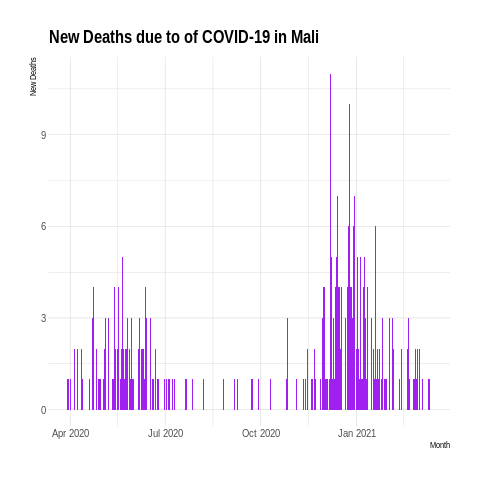 New Deaths due to of COVID-19 in Mali
New Deaths
9
6
3
0
Apr 2020 Jul 2020 Oct 2020 Jan 2021
Month